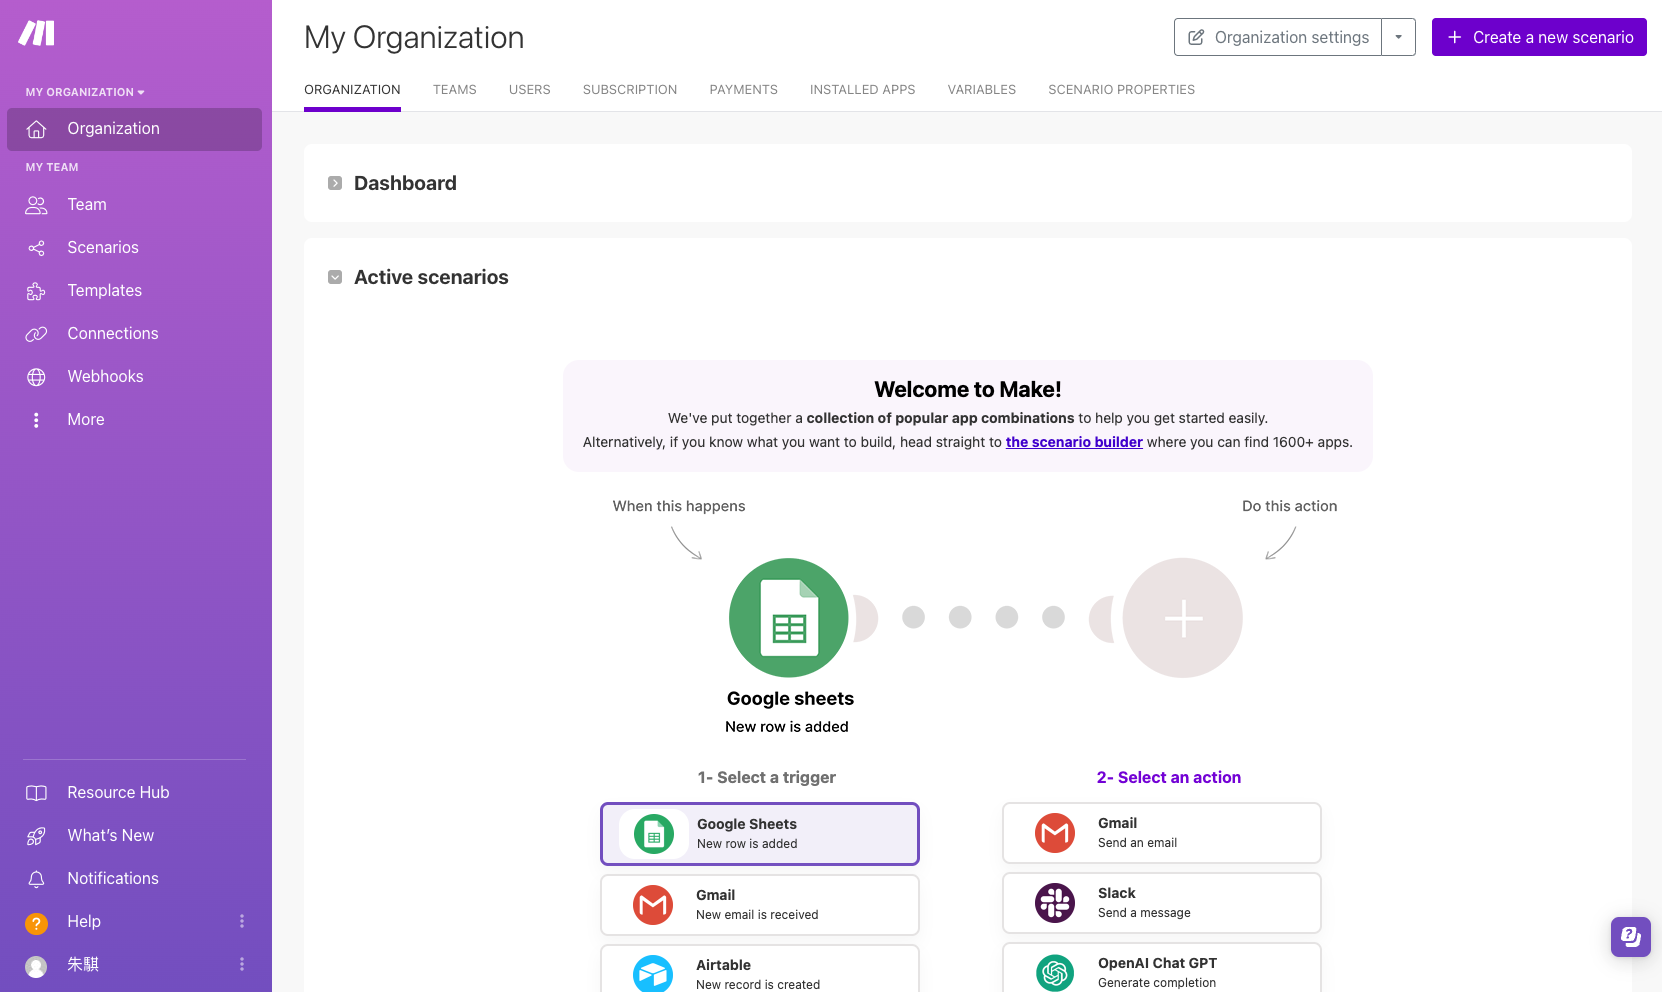 MY ORGANIZATION
Organization
MY TEAM
Team
Scenarios
Templates
Connections
Webhooks
More
Resource Hub
What's New
Notifications
Help
朱騏
My Organization
Organization settings
Create a new scenario
ORGANIZATION TEAMS USERS SUBSCRIPTION PAYMENTS INSTALLED APPS VARIABLES SCENARIO PROPERTIES
Dashboard
Active scenarios
Welcome to Make!
We've put together a collection of popular app combinations to help you get started easily.
Alternatively, if you know what you want to build, head straight to the scenario builder where you can find 1600+ apps.
When this happens
Do this action
Google sheets
New row is added
1- Select a trigger
Google Sheets
New row is added
Gmail
New email is received
Airtable
New record is created
2- Select an action
Gmail
Send an email
Slack
Send a message
OpenAI Chat GPT
Generate completion